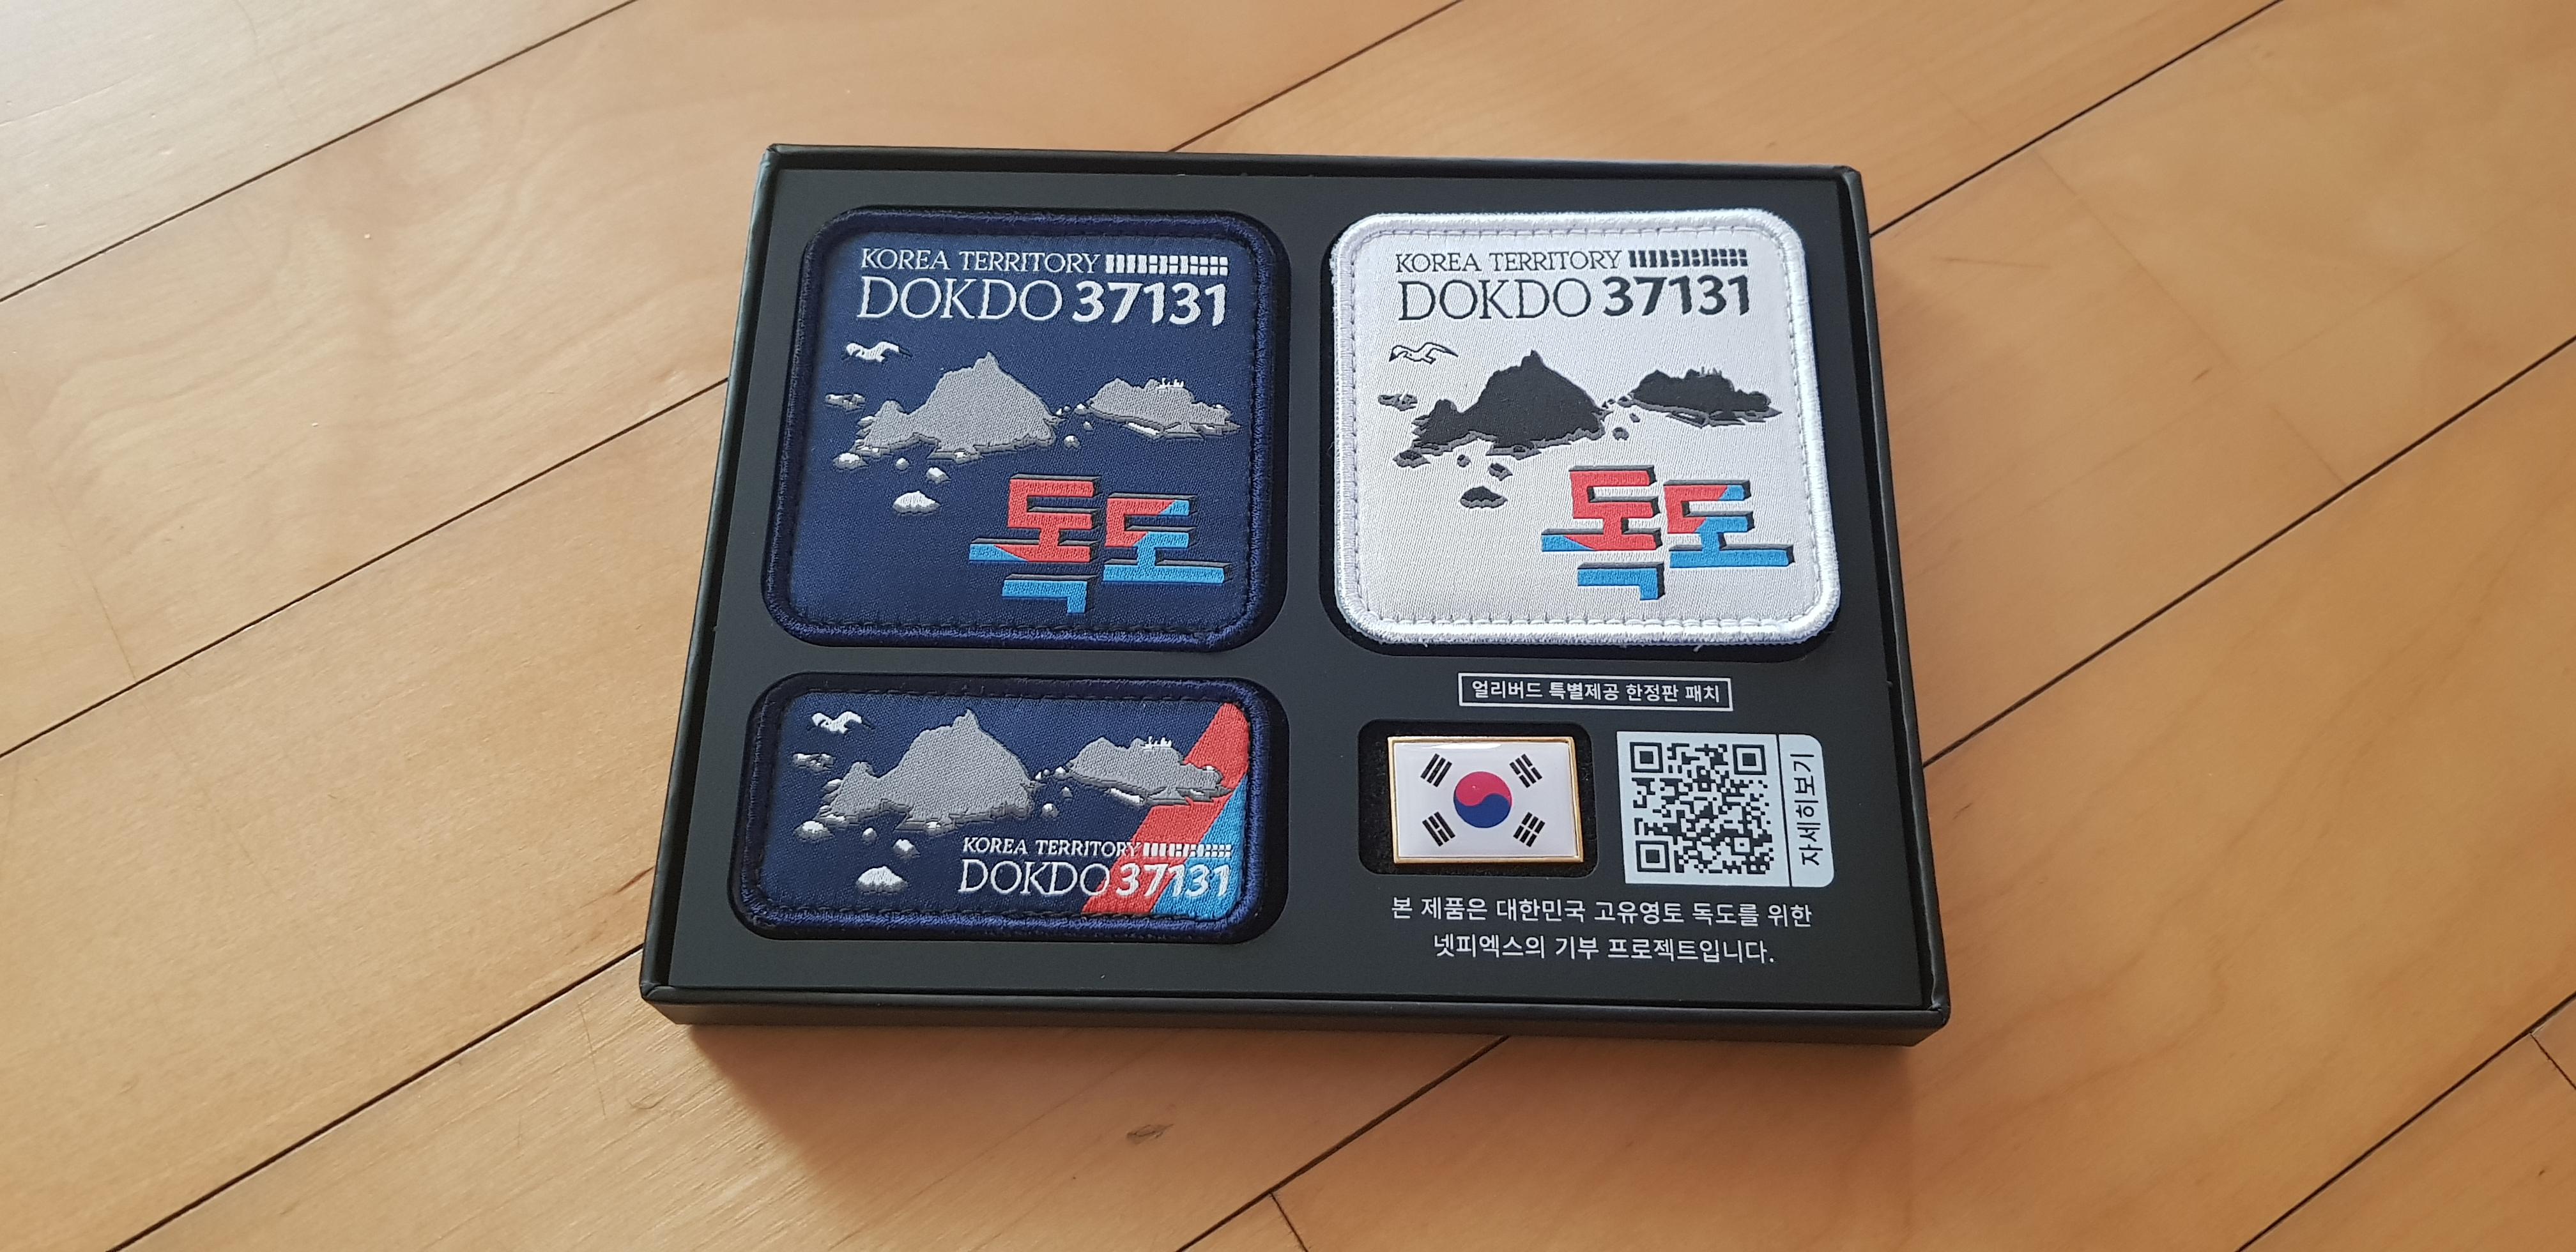 KOREA TERRITORY
DOKDO 37131
독도
KOREA TERRITORY
DOKDO 37131
독도
KOREA TERRITORY
DOKDO 37131
얼리버드 특별제공 한정판 패치
자세히보기
본 제품은 대한민국 고유영토 독도를 위한
넷피엑스의 기부 프로젝트입니다.